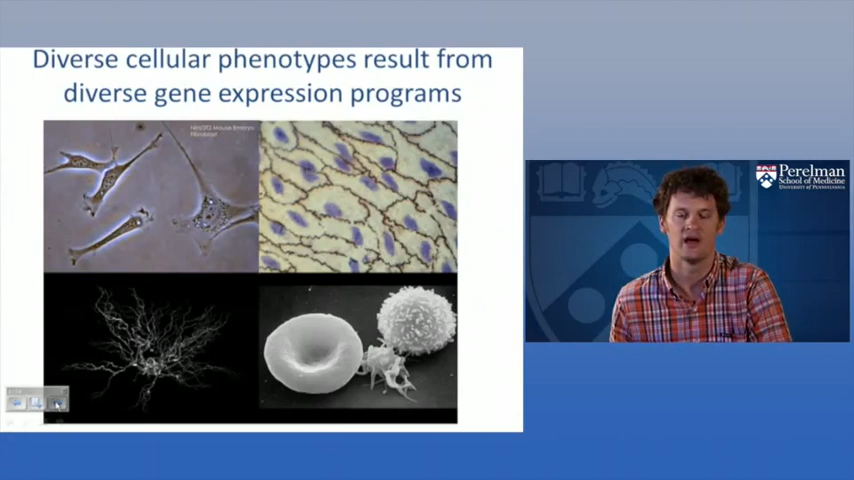 Diverse cellular phenotypes result from
diverse gene expression programs
NIH/3T3 Mouse Embryo
Fibroblast
Perelman
School of Medicine
University of Pennsylvania